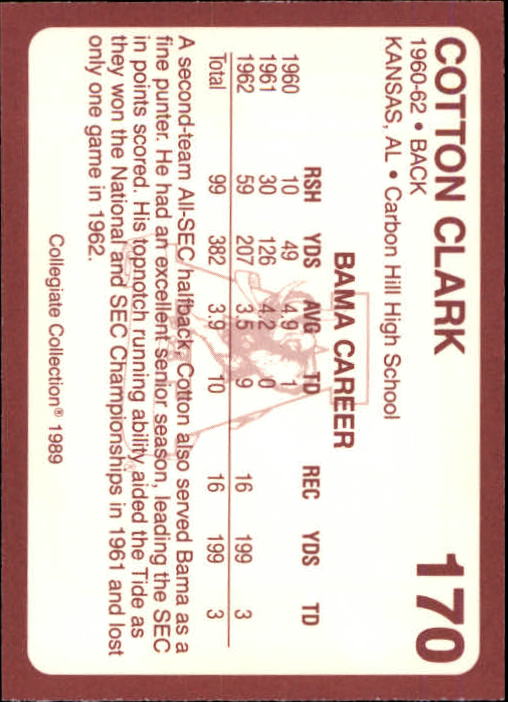 COTTON CLARK 170
1960-62 • BACK
KANSAS, AL • Carbon Hill High School
BAMA CAREER
RSH YDS AVG TD REC YDS TD
1960 10 49 4.9 1
1961 30 126 4.2 0
1962 59 207 3.5 9 16 199 3
Total 99 382 3.9 10 16 199 3
A second-team All-SEC halfback, Cotton also served Bama as a
fine punter. He had an excellent senior season, leading the SEC
in points scored. His topnotch running ability aided the Tide as
they won the National and SEC Championships in 1961 and lost
only one game in 1962.
Collegiate Collection® 1989